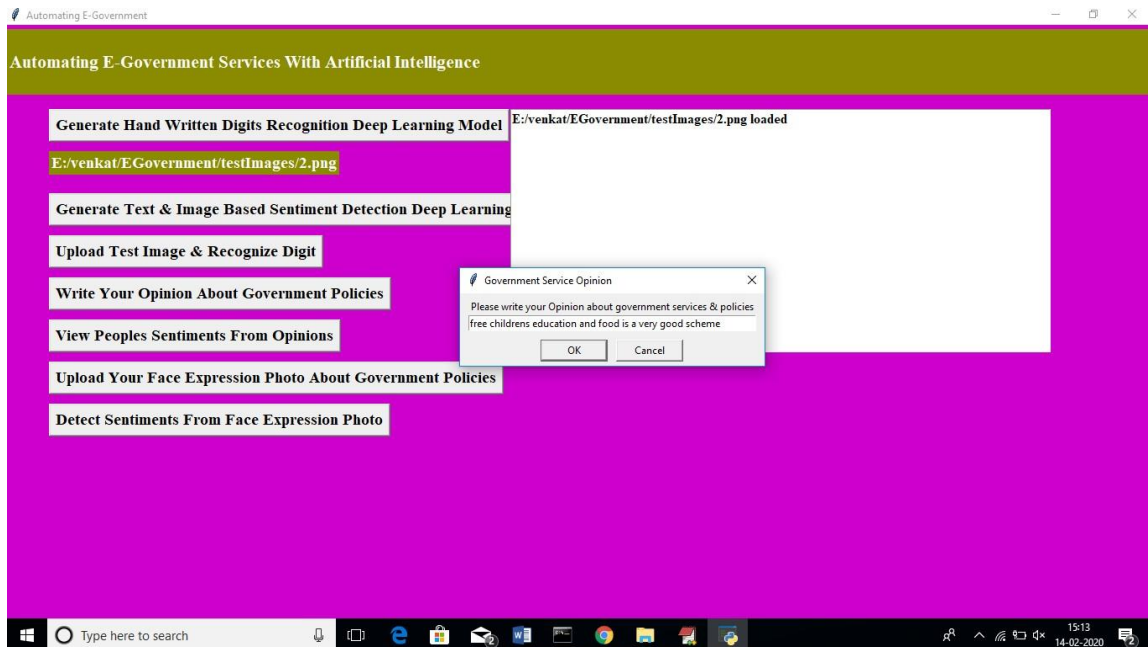 Automating E-Government
Automating E-Government Services With Artificial Intelligence
Generate Hand Written Digits Recognition Deep Learning Model
E:/venkat/EGovernment/testImages/2.png loaded
E:/venkat/EGovernment/testImages/2.png
Generate Text & Image Based Sentiment Detection Deep Learning
Upload Test Image & Recognize Digit
Write Your Opinion About Government Policies
View Peoples Sentiments From Opinions
Upload Your Face Expression Photo About Government Policies
Detect Sentiments From Face Expression Photo
Government Service Opinion
Please write your Opinion about government services & policies
free childrens education and food is a very good scheme
OK Cancel
Type here to search
2
15:13
14-02-2020
2